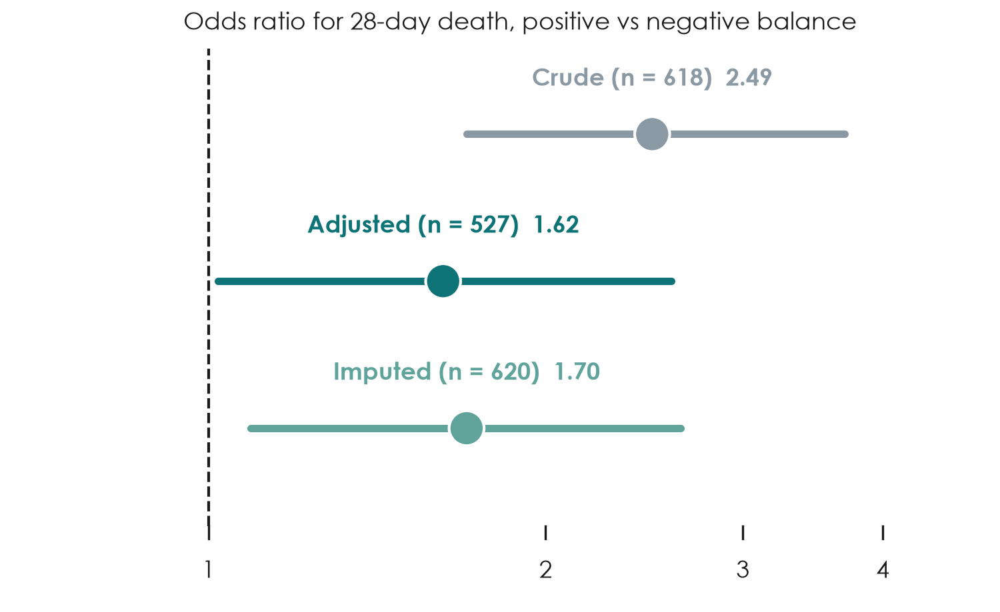 Odds ratio for 28-day death, positive vs negative balance
Crude (n = 618) 2.49
Adjusted (n = 527) 1.62
Imputed (n = 620) 1.70
1 2 3 4